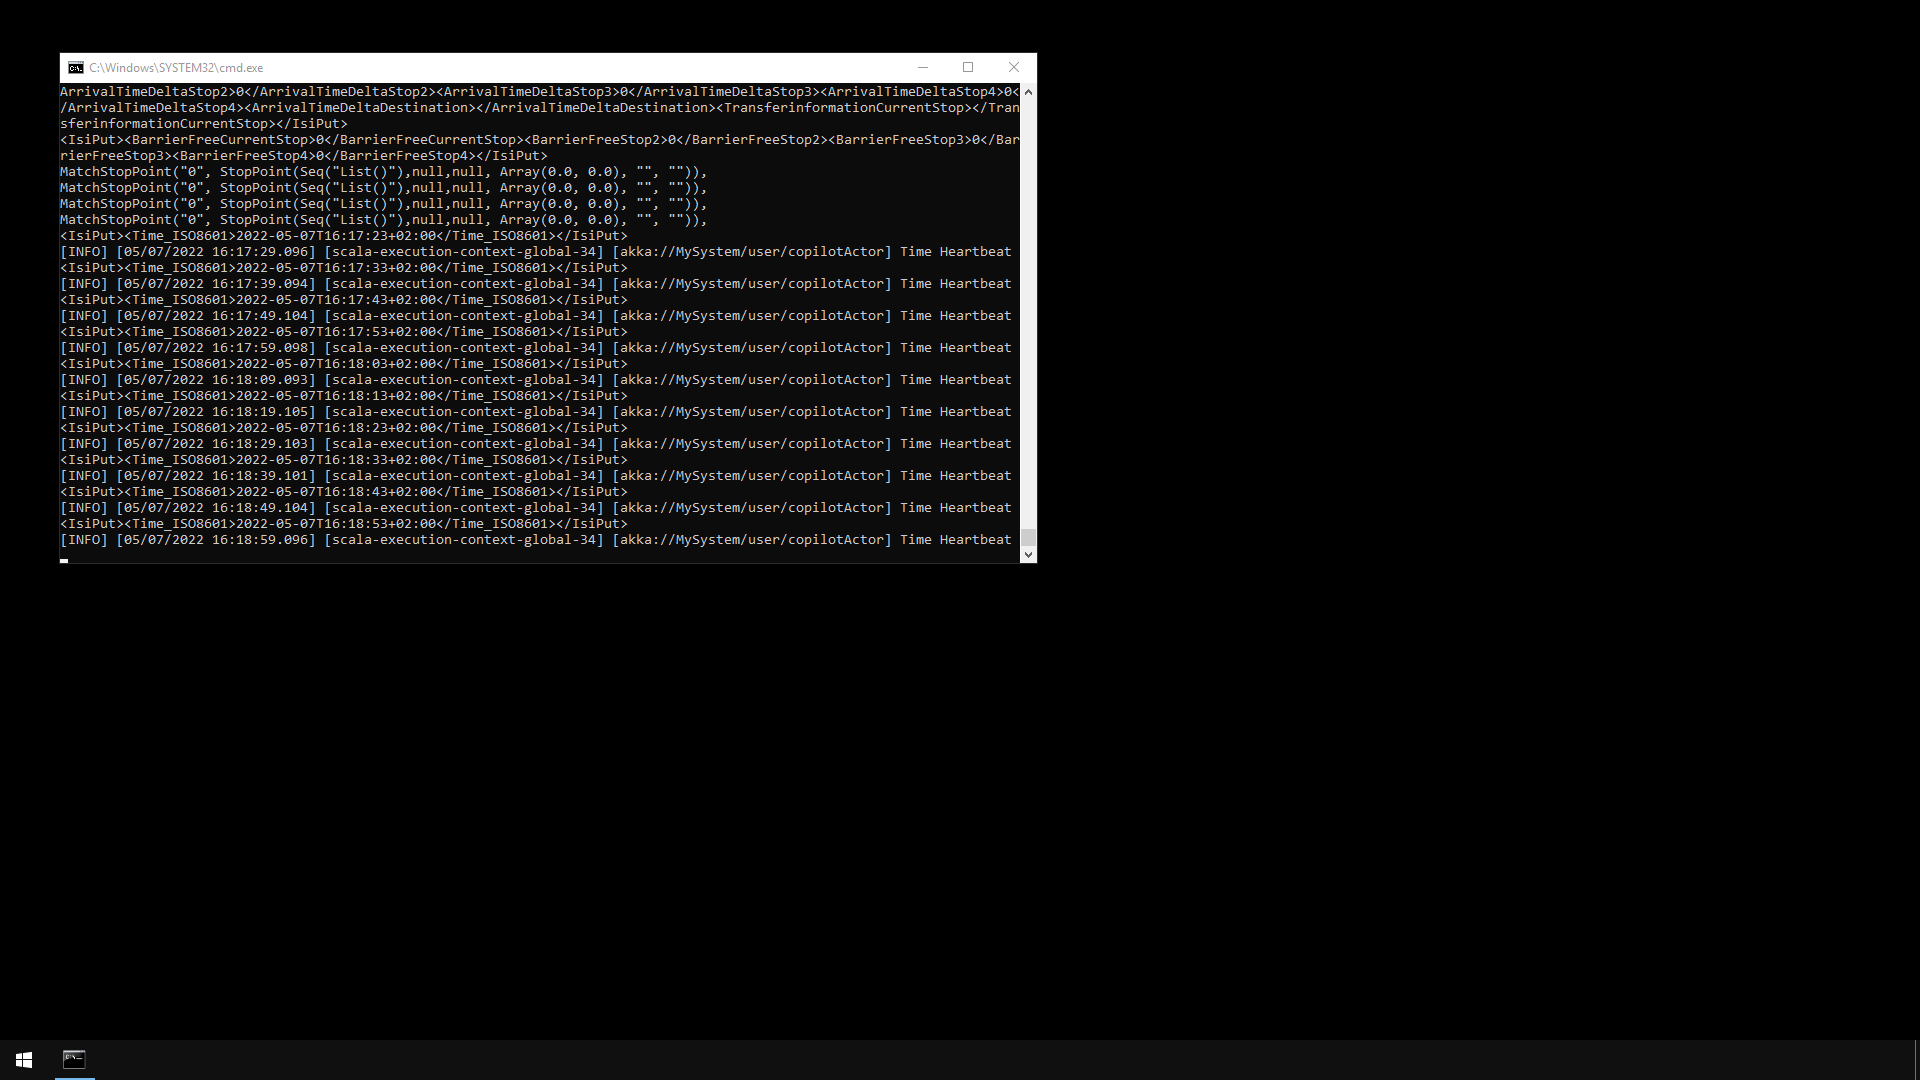 C:\Windows\SYSTEM32\cmd.exe
ArrivalTimeDeltaStop2>0</ArrivalTimeDeltaStop2><ArrivalTimeDeltaStop3>0</ArrivalTimeDeltaStop3><ArrivalTimeDeltaStop4>0<
/ArrivalTimeDeltaStop4><ArrivalTimeDeltaDestination></ArrivalTimeDeltaDestination><TransferinformationCurrentStop></Tran
sferinformationCurrentStop></IsiPut>
<IsiPut><BarrierFreeCurrentStop>0</BarrierFreeCurrentStop><BarrierFreeStop2>0</BarrierFreeStop2><BarrierFreeStop3>0</Bar
rierFreeStop3><BarrierFreeStop4>0</BarrierFreeStop4></IsiPut>
MatchStopPoint("0", StopPoint(Seq("List()"),null,null, Array(0.0, 0.0), "", "")),
MatchStopPoint("0", StopPoint(Seq("List()"),null,null, Array(0.0, 0.0), "", "")),
MatchStopPoint("0", StopPoint(Seq("List()"),null,null, Array(0.0, 0.0), "", "")),
MatchStopPoint("0", StopPoint(Seq("List()"),null,null, Array(0.0, 0.0), "", "")),
<IsiPut><Time_ISO8601>2022-05-07T16:17:23+02:00</Time_ISO8601></IsiPut>
[INFO] [05/07/2022 16:17:29.096] [scala-execution-context-global-34] [akka://MySystem/user/copilotActor] Time Heartbeat
<IsiPut><Time_ISO8601>2022-05-07T16:17:33+02:00</Time_ISO8601></IsiPut>
[INFO] [05/07/2022 16:17:39.094] [scala-execution-context-global-34] [akka://MySystem/user/copilotActor] Time Heartbeat
<IsiPut><Time_ISO8601>2022-05-07T16:17:43+02:00</Time_ISO8601></IsiPut>
[INFO] [05/07/2022 16:17:49.104] [scala-execution-context-global-34] [akka://MySystem/user/copilotActor] Time Heartbeat
<IsiPut><Time_ISO8601>2022-05-07T16:17:53+02:00</Time_ISO8601></IsiPut>
[INFO] [05/07/2022 16:17:59.098] [scala-execution-context-global-34] [akka://MySystem/user/copilotActor] Time Heartbeat
<IsiPut><Time_ISO8601>2022-05-07T16:18:03+02:00</Time_ISO8601></IsiPut>
[INFO] [05/07/2022 16:18:09.093] [scala-execution-context-global-34] [akka://MySystem/user/copilotActor] Time Heartbeat
<IsiPut><Time_ISO8601>2022-05-07T16:18:13+02:00</Time_ISO8601></IsiPut>
[INFO] [05/07/2022 16:18:19.105] [scala-execution-context-global-34] [akka://MySystem/user/copilotActor] Time Heartbeat
<IsiPut><Time_ISO8601>2022-05-07T16:18:23+02:00</Time_ISO8601></IsiPut>
[INFO] [05/07/2022 16:18:29.103] [scala-execution-context-global-34] [akka://MySystem/user/copilotActor] Time Heartbeat
<IsiPut><Time_ISO8601>2022-05-07T16:18:33+02:00</Time_ISO8601></IsiPut>
[INFO] [05/07/2022 16:18:39.101] [scala-execution-context-global-34] [akka://MySystem/user/copilotActor] Time Heartbeat
<IsiPut><Time_ISO8601>2022-05-07T16:18:43+02:00</Time_ISO8601></IsiPut>
[INFO] [05/07/2022 16:18:49.104] [scala-execution-context-global-34] [akka://MySystem/user/copilotActor] Time Heartbeat
<IsiPut><Time_ISO8601>2022-05-07T16:18:53+02:00</Time_ISO8601></IsiPut>
[INFO] [05/07/2022 16:18:59.096] [scala-execution-context-global-34] [akka://MySystem/user/copilotActor] Time Heartbeat